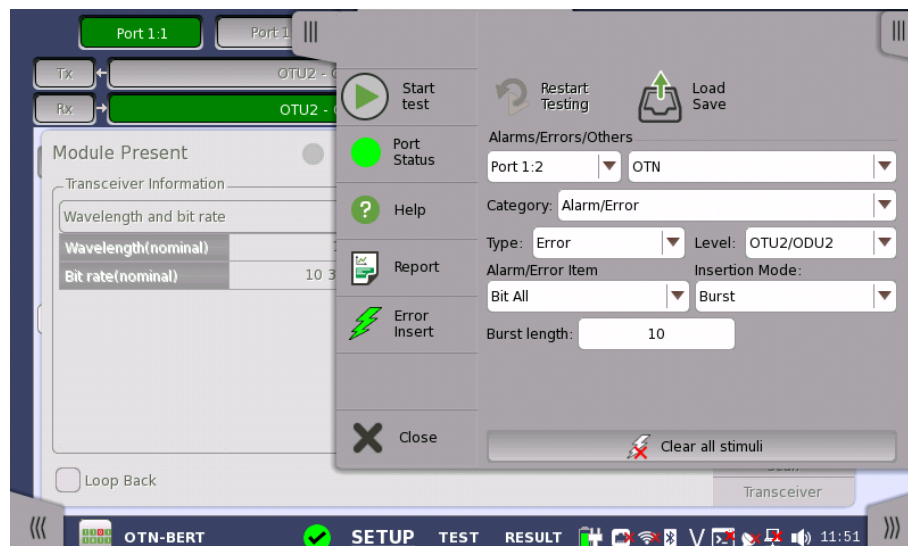 Port 1:1
Port 1
Tx
OTU2 -
Rx
OTU2 -
Module Present
Transceiver Information
Wavelength and bit rate
Wavelength(nominal)
Bit rate(nominal)
10 3
Loop Back
Transceiver
Start
test
Port
Status
Help
Report
Error
Insert
Close
Restart
Testing
Load
Save
Alarms/Errors/Others
Port 1:2
OTN
Category: Alarm/Error
Type: Error
Level: OTU2/ODU2
Alarm/Error Item
Insertion Mode:
Bit All
Burst
Burst length: 10
Clear all stimuli
OTN-BERT
SETUP
TEST
RESULT
11:51